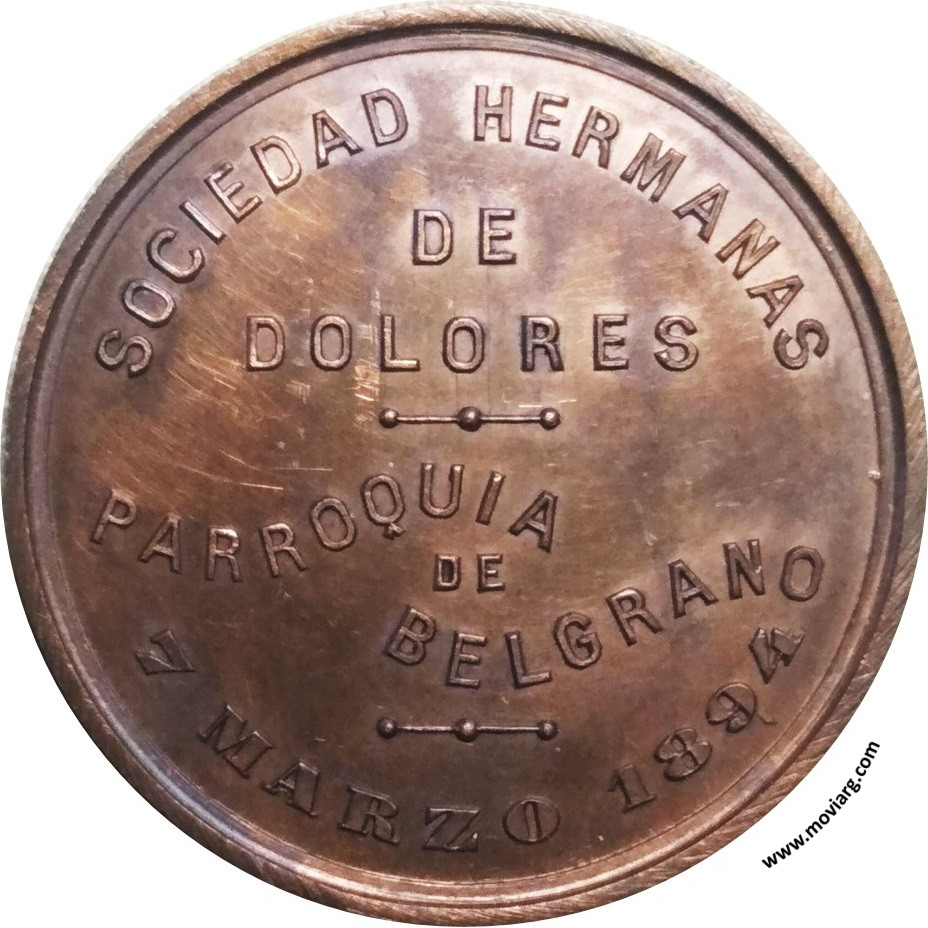 SOCIEDAD HERMANAS
DE
DOLORES
PARROQUIA
DE
BELGRANO
7 MARZO 1894
www.moviarg.com